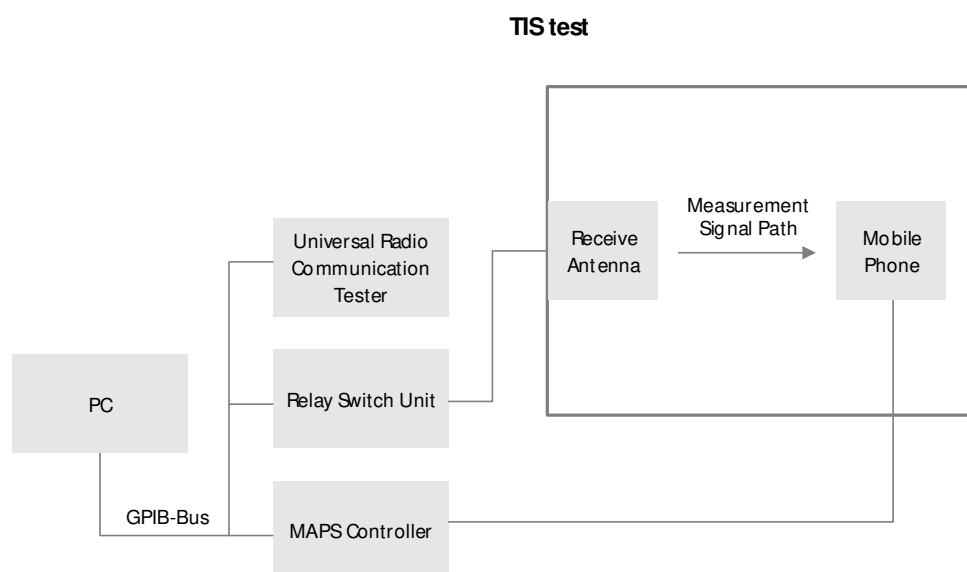 TIS test
Measurement
Signal Path
Receive
Antenna
Mobile
Phone
Universal Radio
Communication
Tester
Relay Switch Unit
PC
GPIB-Bus
MAPS Controller